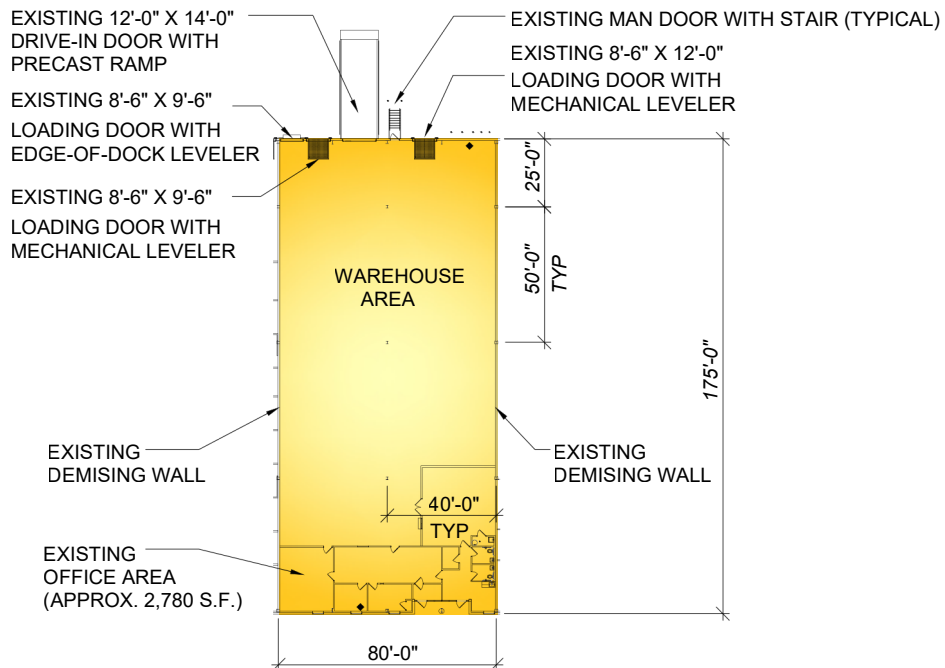 EXISTING 12'-0" X 14'-0"
DRIVE-IN DOOR WITH
PRECAST RAMP
EXISTING MAN DOOR WITH STAIR (TYPICAL)
EXISTING 8'-6" X 12'-0"
LOADING DOOR WITH
MECHANICAL LEVELER
EXISTING 8'-6" X 9'-6"
LOADING DOOR WITH
EDGE-OF-DOCK LEVELER
EXISTING 8'-6" X 9'-6"
LOADING DOOR WITH
MECHANICAL LEVELER
25'-0"
50'-0"
TYP
WAREHOUSE
AREA
175'-0"
EXISTING
DEMISING WALL
EXISTING
DEMISING WALL
40'-0"
TYP
EXISTING
OFFICE AREA
(APPROX. 2,780 S.F.)
80'-0"